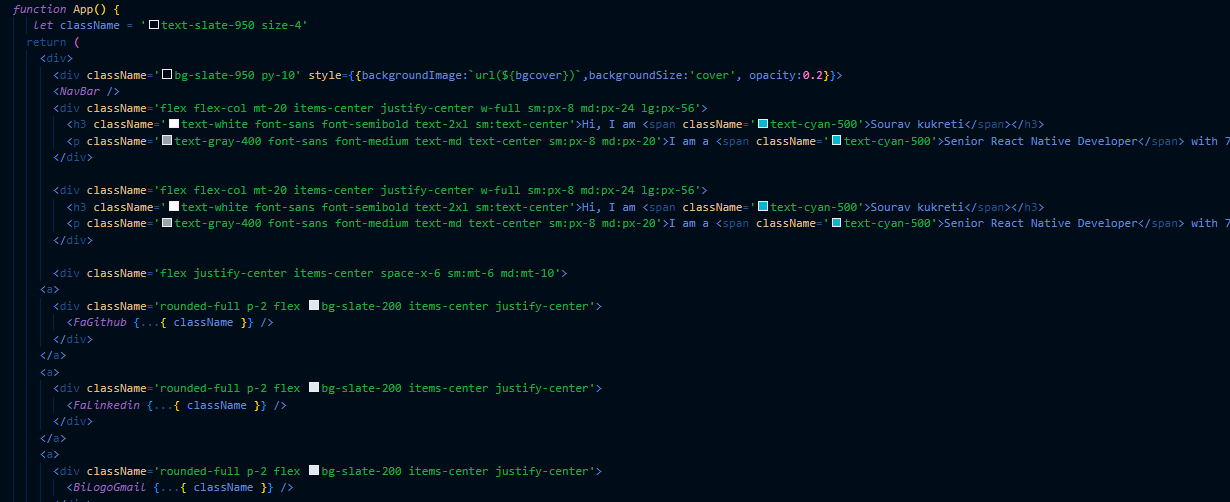 function App() {
let className = 'text-slate-950 size-4'
return (
<div>
<div className='bg-slate-950 py-10' style={{backgroundImage:`url(${bgcover})`,backgroundSize:'cover', opacity:0.2}}>
<NavBar />
<div className='flex flex-col mt-20 items-center justify-center w-full sm:px-8 md:px-24 lg:px-56'>
<h3 className='text-white font-sans font-semibold text-2xl sm:text-center'>Hi, I am <span className='text-cyan-500'>Sourav kukreti</span></h3>
<p className='text-gray-400 font-sans font-medium text-md text-center sm:px-8 md:px-20'>I am a <span className='text-cyan-500'>Senior React Native Developer</span> with 7
</div>
<div className='flex flex-col mt-20 items-center justify-center w-full sm:px-8 md:px-24 lg:px-56'>
<h3 className='text-white font-sans font-semibold text-2xl sm:text-center'>Hi, I am <span className='text-cyan-500'>Sourav kukreti</span></h3>
<p className='text-gray-400 font-sans font-medium text-md text-center sm:px-8 md:px-20'>I am a <span className='text-cyan-500'>Senior React Native Developer</span> with 7
</div>
<div className='flex justify-center items-center space-x-6 sm:mt-6 md:mt-10'>
<a>
<div className='rounded-full p-2 flex bg-slate-200 items-center justify-center'>
<FaGithub {...{ className }} />
</div>
</a>
<a>
<div className='rounded-full p-2 flex bg-slate-200 items-center justify-center'>
<FaLinkedin {...{ className }} />
</div>
</a>
<a>
<div className='rounded-full p-2 flex bg-slate-200 items-center justify-center'>
<BiLogoGmail {...{ className }} />